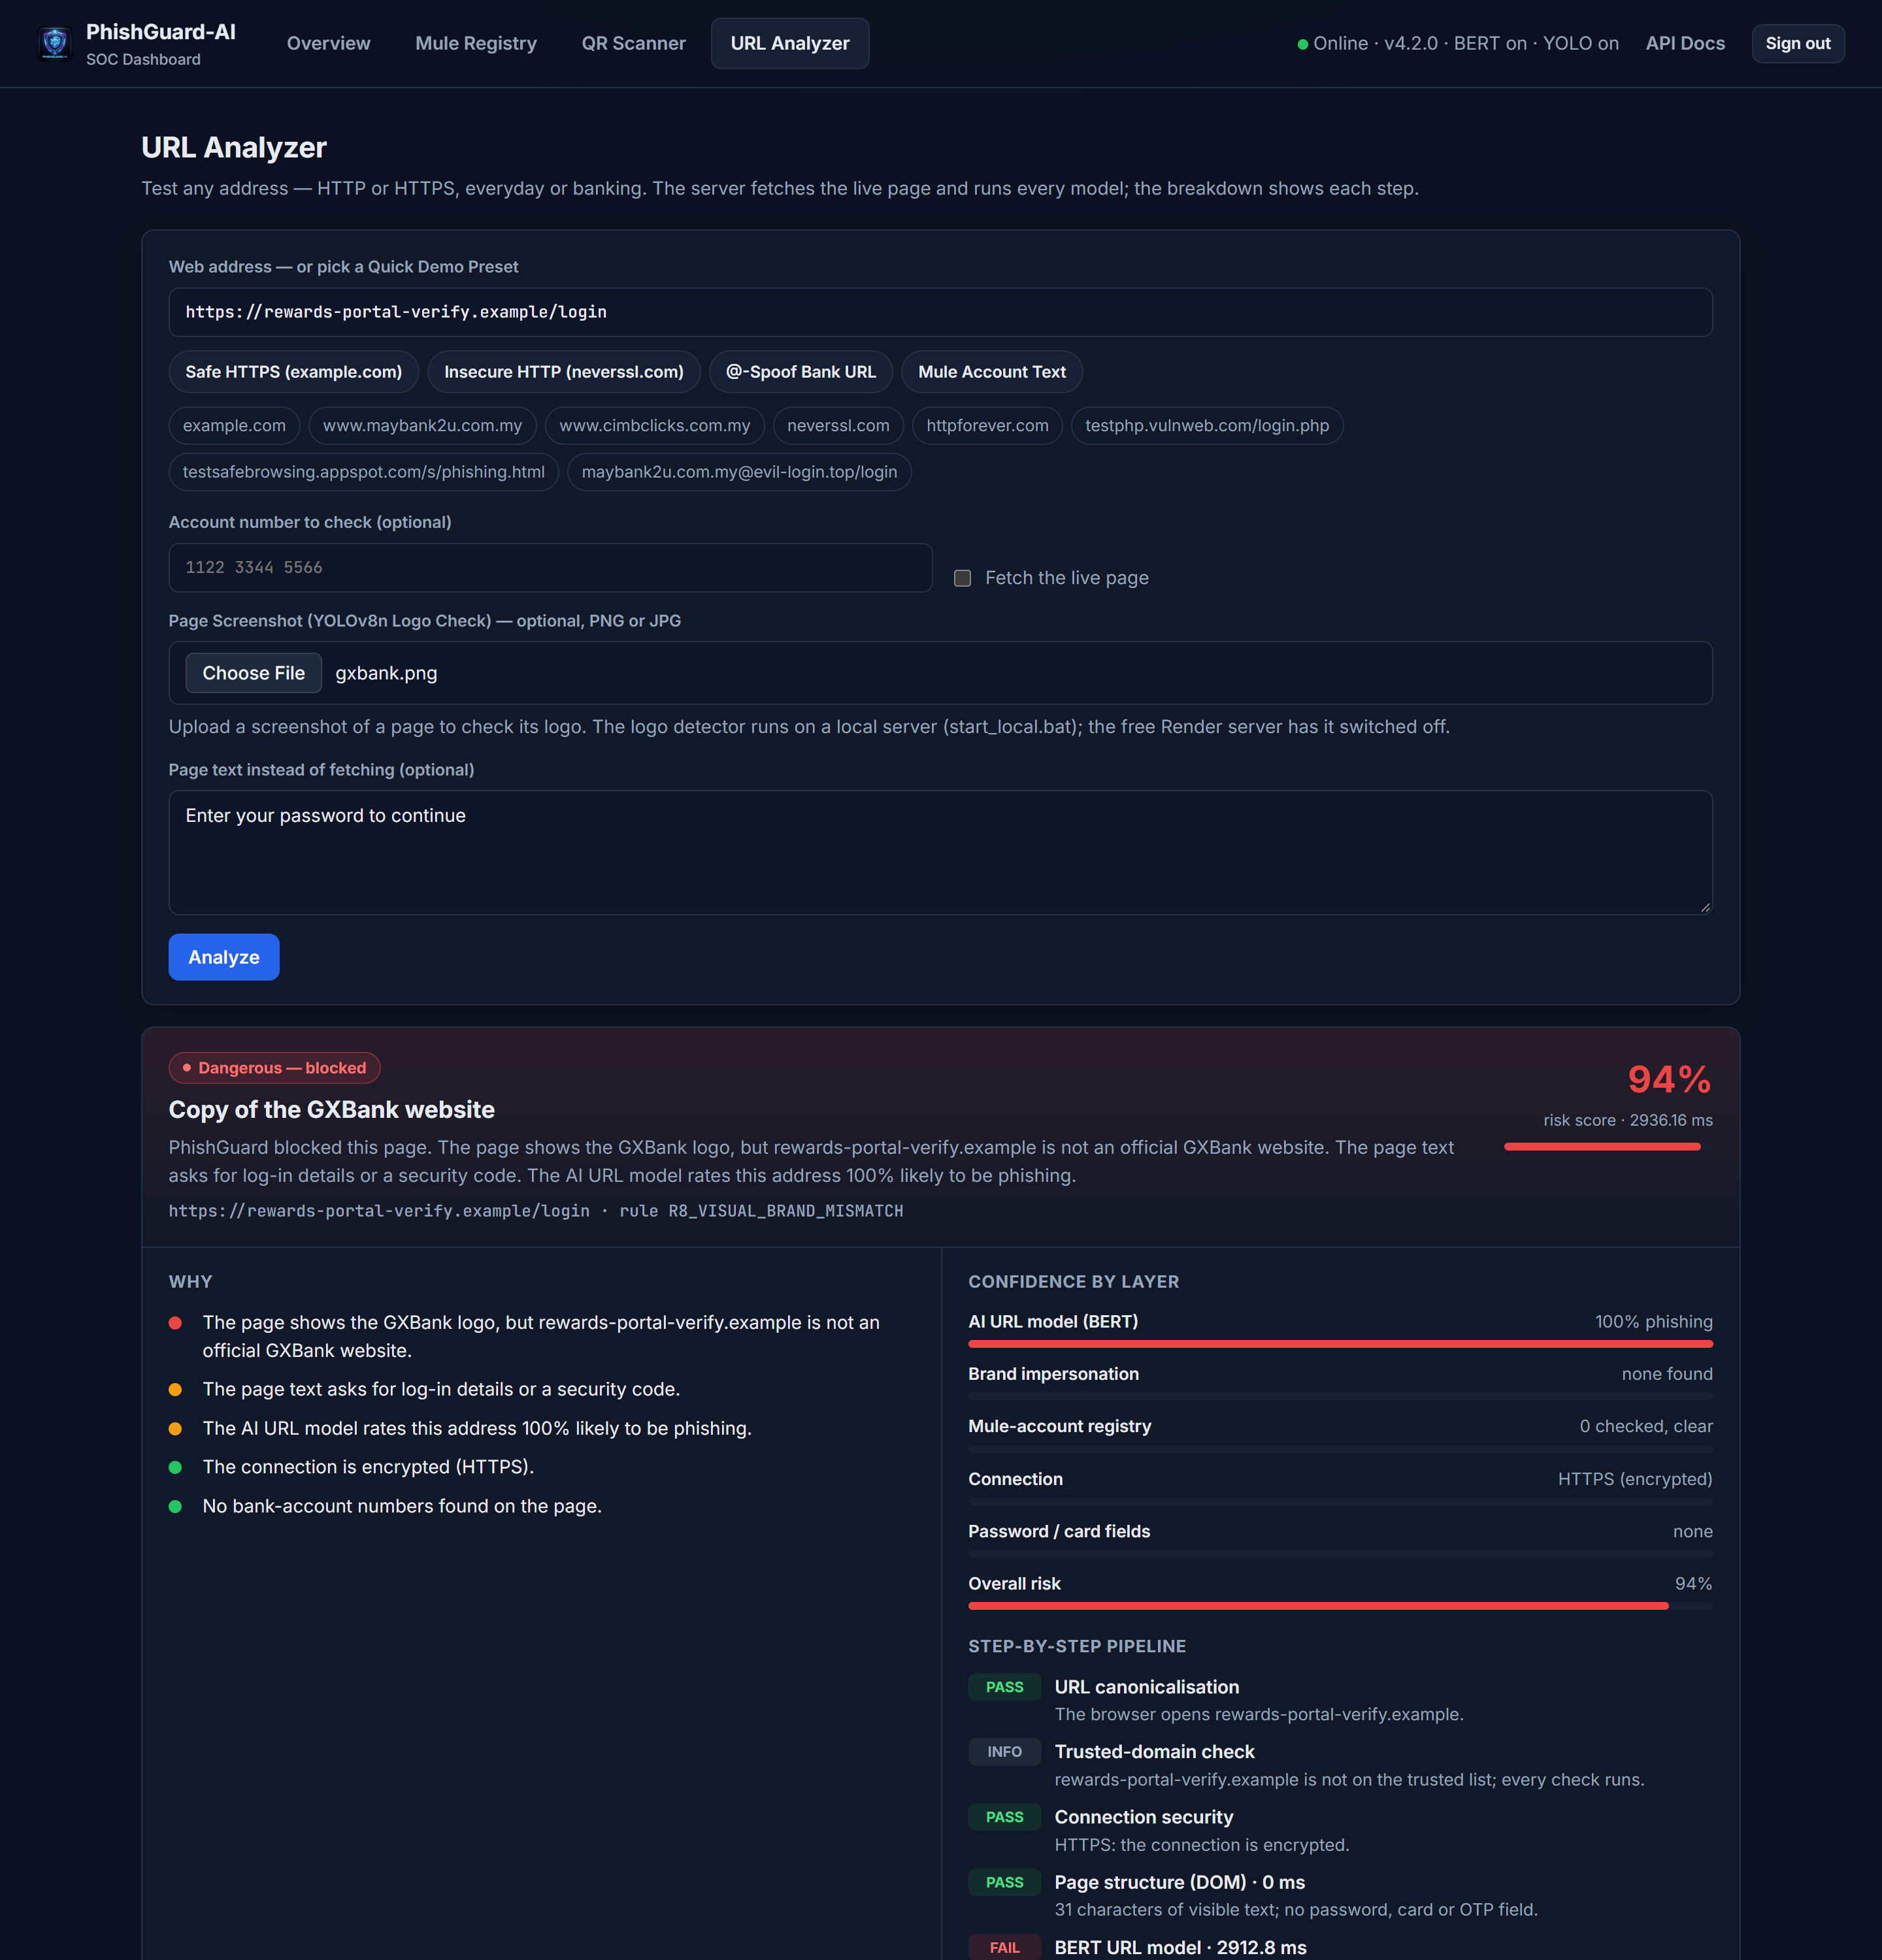 PhishGuard-AI
SOC Dashboard
Overview
Mule Registry
QR Scanner
URL Analyzer
Online · v4.2.0 · BERT on · YOLO on
API Docs
Sign out
URL Analyzer
Test any address — HTTP or HTTPS, everyday or banking. The server fetches the live page and runs every model; the breakdown shows each step.
Web address — or pick a Quick Demo Preset
https://rewards-portal-verify.example/login
Safe HTTPS (example.com)
Insecure HTTP (neverssl.com)
@-Spoof Bank URL
Mule Account Text
example.com
www.maybank2u.com.my
www.cimbclicks.com.my
neverssl.com
httpforever.com
testphp.vulnweb.com/login.php
testsafebrowsing.appspot.com/s/phishing.html
maybank2u.com.my@evil-login.top/login
Account number to check (optional)
1122 3344 5566
Fetch the live page
Page Screenshot (YOLOv8n Logo Check) — optional, PNG or JPG
Choose File
gxbank.png
Upload a screenshot of a page to check its logo. The logo detector runs on a local server (start_local.bat); the free Render server has it switched off.
Page text instead of fetching (optional)
Enter your password to continue
Analyze
Dangerous — blocked
Copy of the GXBank website
PhishGuard blocked this page. The page shows the GXBank logo, but rewards-portal-verify.example is not an official GXBank website. The page text
asks for log-in details or a security code. The AI URL model rates this address 100% likely to be phishing.
https://rewards-portal-verify.example/login · rule R8_VISUAL_BRAND_MISMATCH
94%
risk score · 2936.16 ms
WHY
The page shows the GXBank logo, but rewards-portal-verify.example is not an
official GXBank website.
The page text asks for log-in details or a security code.
The AI URL model rates this address 100% likely to be phishing.
The connection is encrypted (HTTPS).
No bank-account numbers found on the page.
CONFIDENCE BY LAYER
AI URL model (BERT)
100% phishing
Brand impersonation
none found
Mule-account registry
0 checked, clear
Connection
HTTPS (encrypted)
Password / card fields
none
Overall risk
94%
STEP-BY-STEP PIPELINE
PASS
URL canonicalisation
The browser opens rewards-portal-verify.example.
INFO
Trusted-domain check
rewards-portal-verify.example is not on the trusted list; every check runs.
PASS
Connection security
HTTPS: the connection is encrypted.
PASS
Page structure (DOM) · 0 ms
31 characters of visible text; no password, card or OTP field.
FAIL
BERT URL model · 2912.8 ms